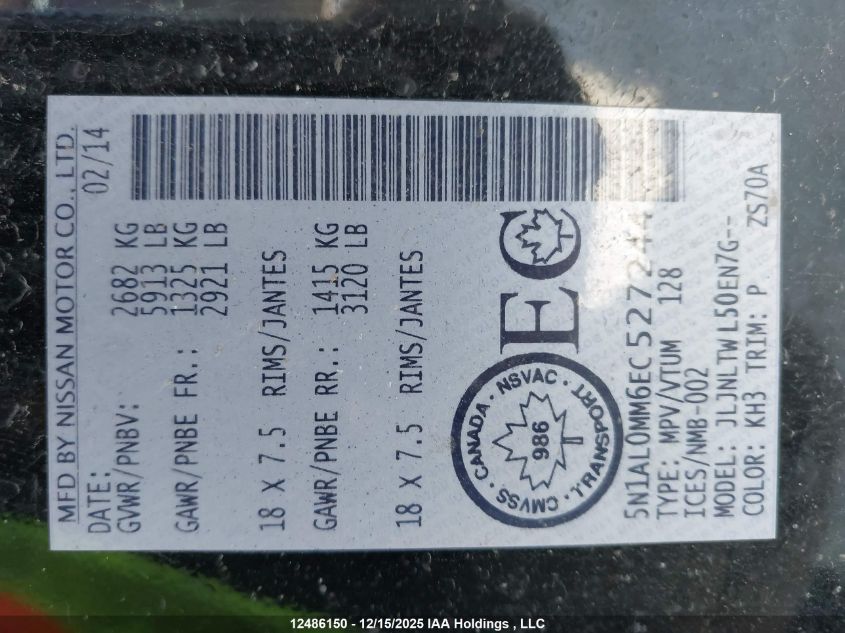 MFD BY NISSAN MOTOR CO., LTD.
DATE: 02/14
GVWR/PNBV: 2682 KG
5913 LB
GAWR/PNBE FR.: 1325 KG
2921 LB
18 X 7.5 RIMS/JANTES
GAWR/PNBE RR.: 1415 KG
3120 LB
18 X 7.5 RIMS/JANTES
CANADA · NSVAC · TRANSPORT · CMVSS ·
986 T
EC
T
5N1AL0MM6EC527244
TYPE: MPV/VTUM 128
ICES/NMB-002
MODEL: JLJNLTWL50EN7G--
COLOR: KH3 TRIM: P ZS70A
12486150 - 12/15/2025 IAA Holdings , LLC